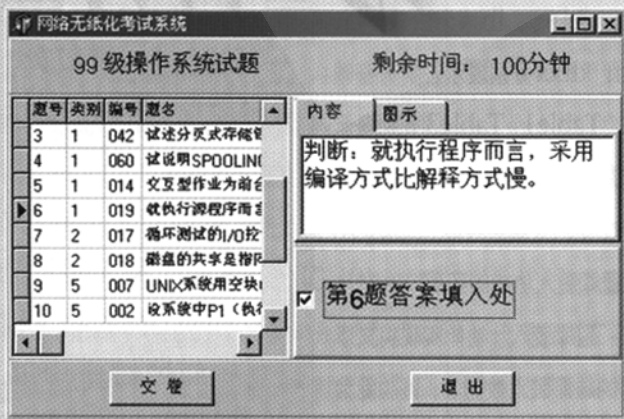 网络无纸化考试系统
99级操作系统试题
剩余时间: 100分钟
题号 类别 编号 题名
3 1 042 试述分页式存储管
4 1 060 试说明SPOOLING
5 1 014 交互型作业为前台
6 1 019 就执行源程序而言
7 2 017 循环测试的I/O控
8 2 018 磁盘的共享是指
9 5 007 UNIX系统用空块
10 5 002 设系统中P1（执行
内容 图示
判断: 就执行程序而言，采用
编译方式比解释方式慢。
第6题答案填入处
交卷
退出